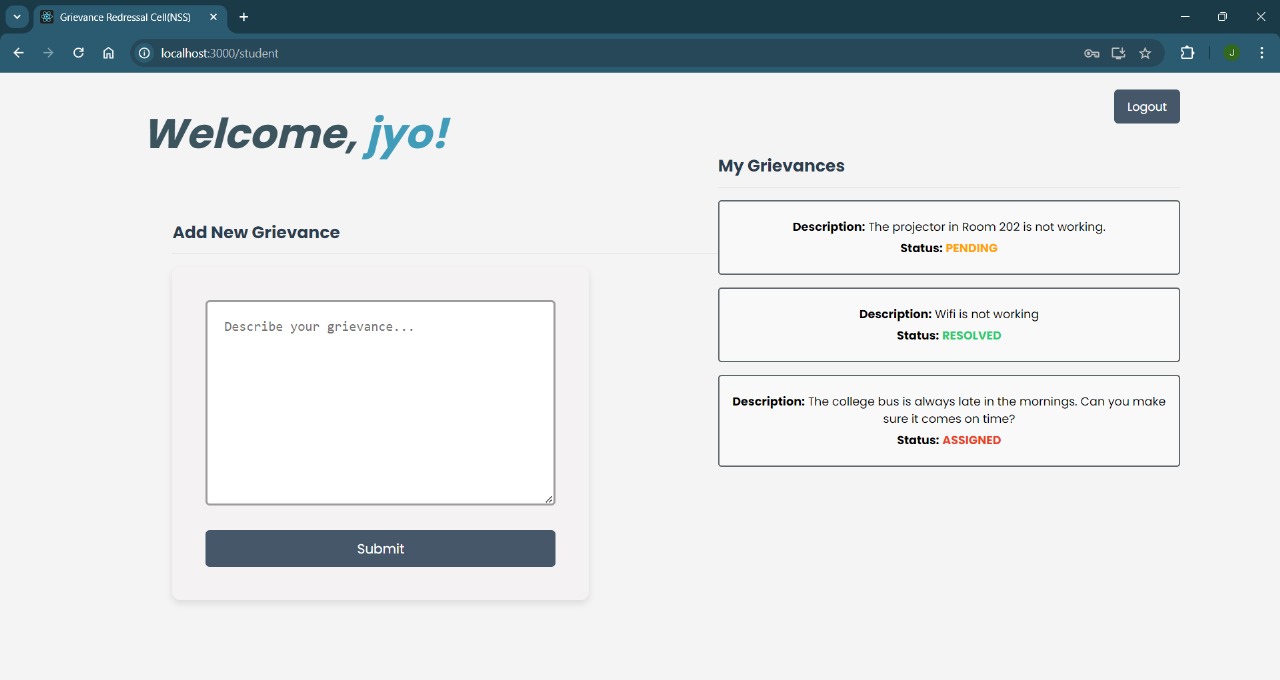 Grievance Redressal Cell(NSS)
localhost:3000/student
J
Logout
Welcome, jyo!
Add New Grievance
Describe your grievance...
Submit
My Grievances
Description: The projector in Room 202 is not working.
Status: PENDING
Description: Wifi is not working
Status: RESOLVED
Description: The college bus is always late in the mornings. Can you make
sure it comes on time?
Status: ASSIGNED